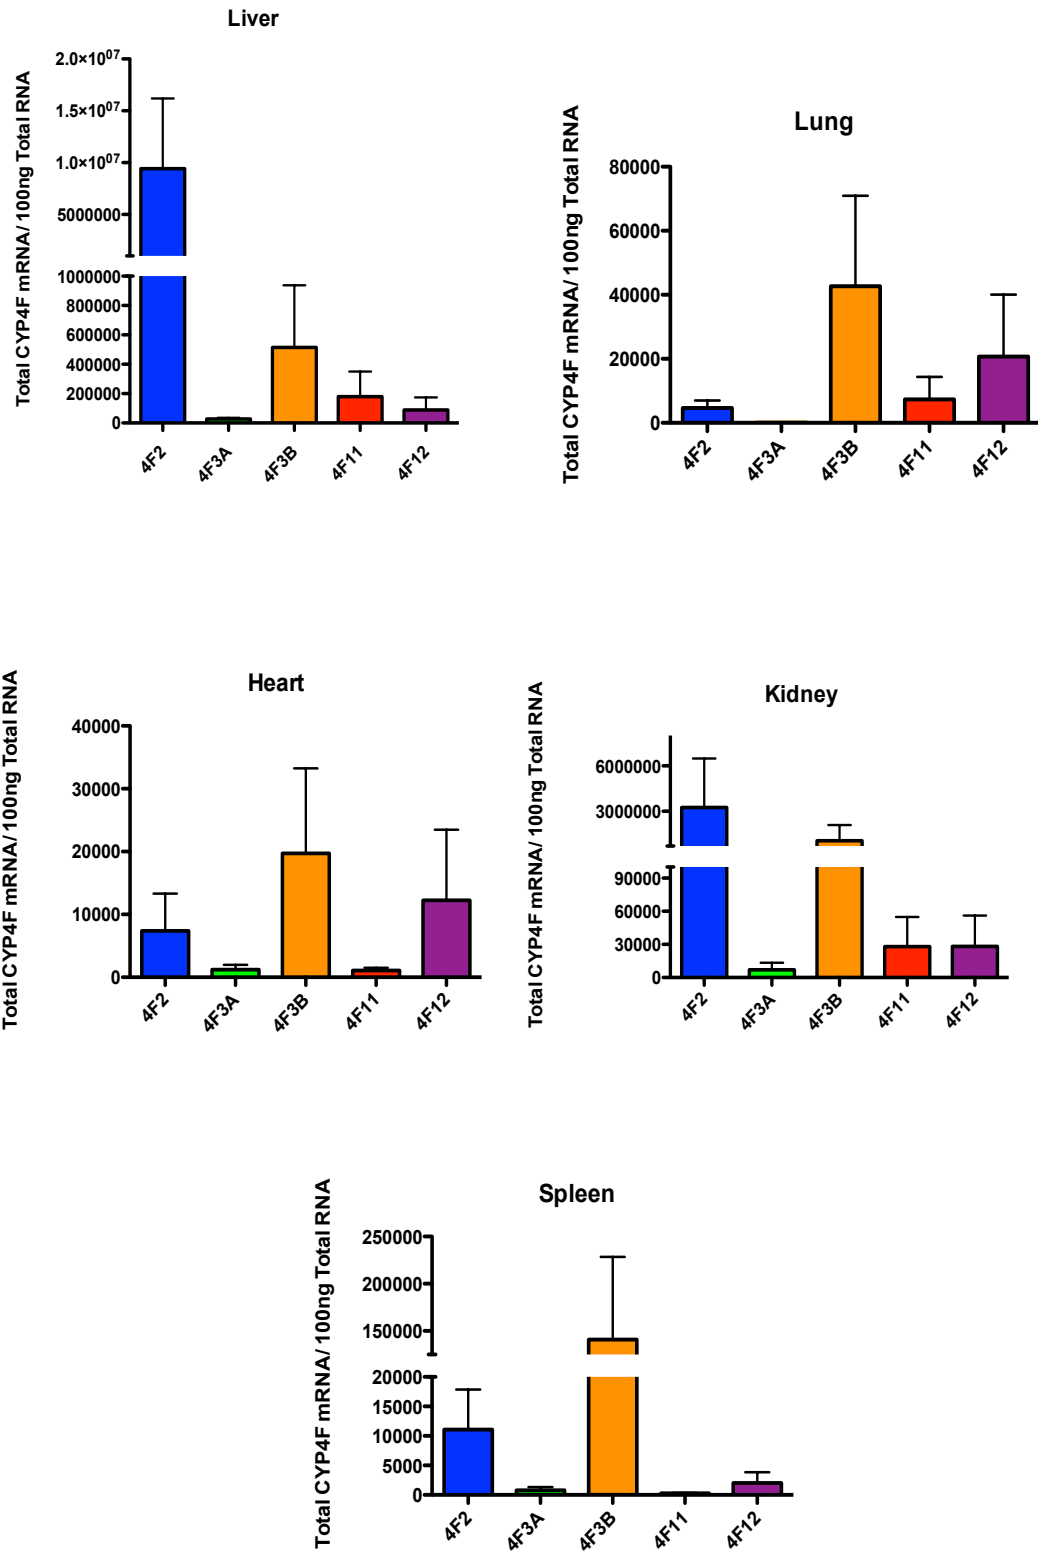 Liver
Total CYP4F mRNA/ 100ng Total RNA
2.0×10⁰⁷
1.5×10⁰⁷
1.0×10⁰⁷
5000000
1000000
800000
600000
400000
200000
0
4F2 4F3A 4F3B 4F11 4F12
Lung
Total CYP4F mRNA/ 100ng Total RNA
80000
60000
40000
20000
0
4F2 4F3A 4F3B 4F11 4F12
Heart
Total CYP4F mRNA/ 100ng Total RNA
40000
30000
20000
10000
0
4F2 4F3A 4F3B 4F11 4F12
Kidney
Total CYP4F mRNA/ 100ng Total RNA
6000000
3000000
90000
60000
30000
0
4F2 4F3A 4F3B 4F11 4F12
Spleen
Total CYP4F mRNA/ 100ng Total RNA
250000
200000
150000
20000
15000
10000
5000
0
4F2 4F3A 4F3B 4F11 4F12